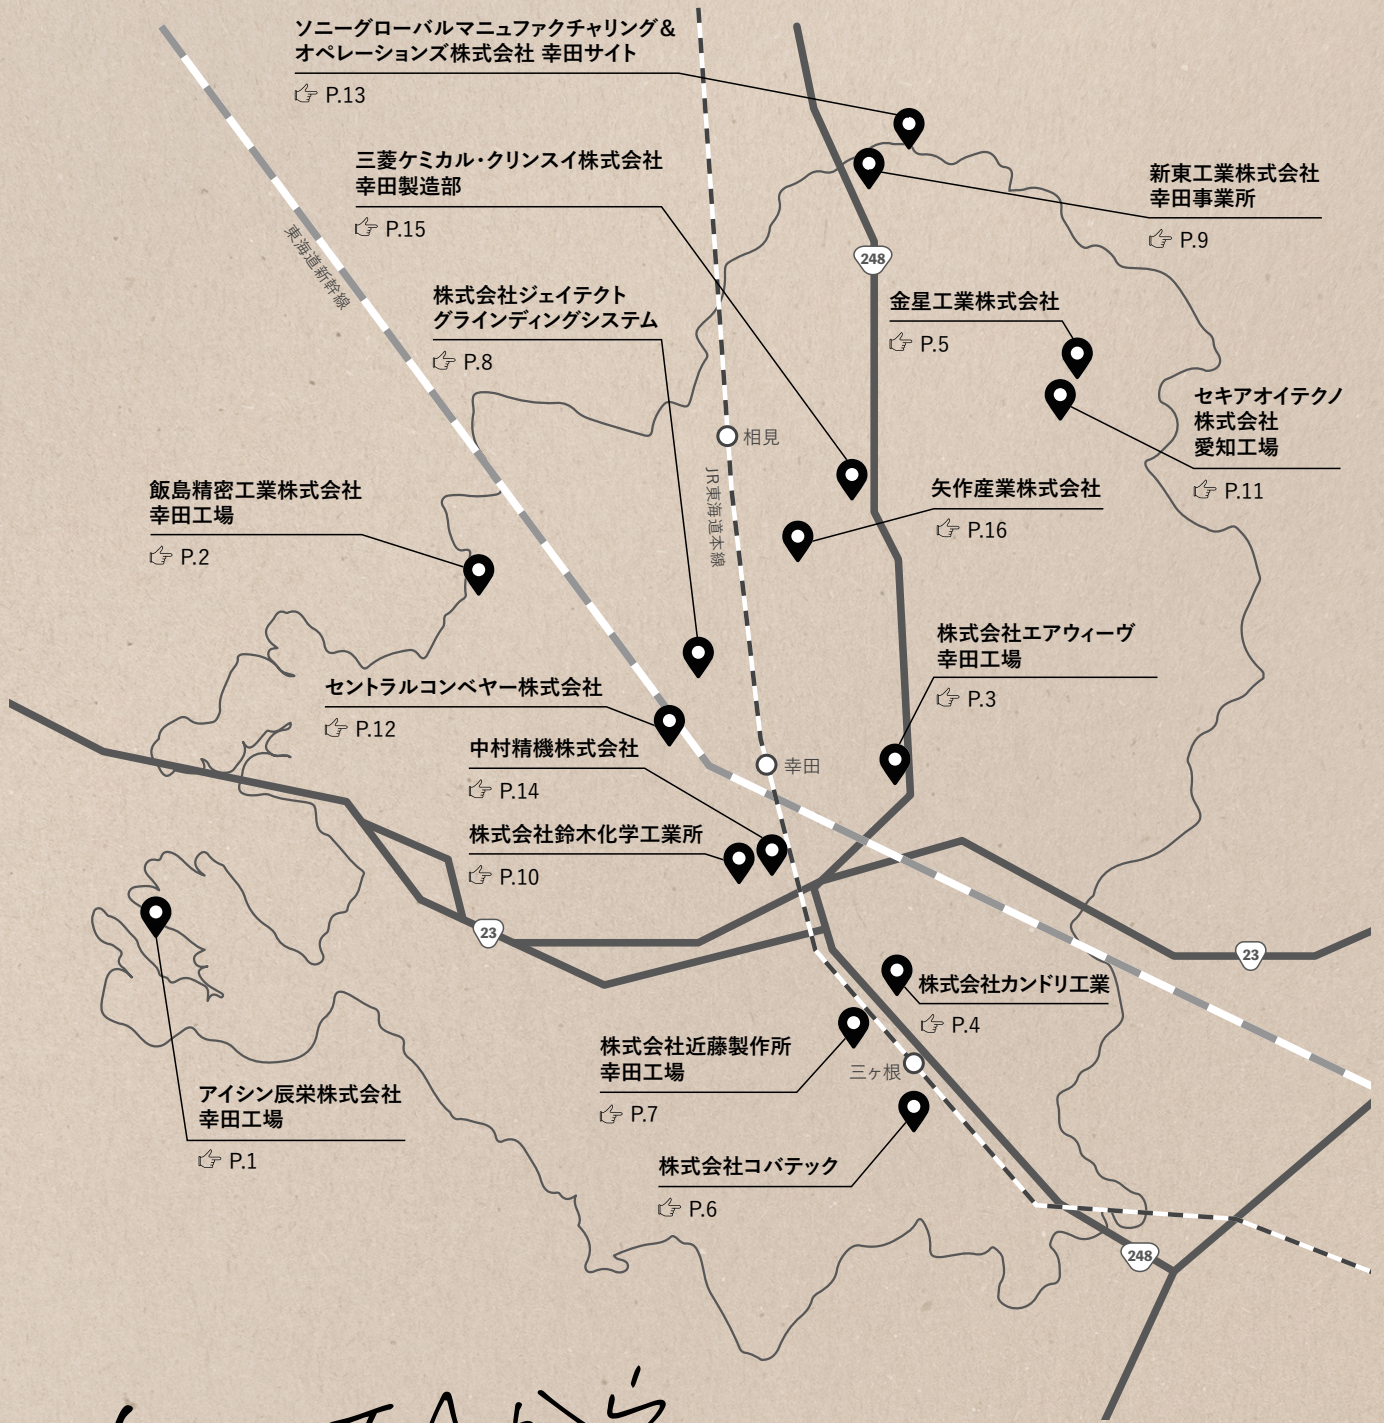 ソニーグローバルマニュファクチャリング＆
オペレーションズ株式会社 幸田サイト
P.13
三菱ケミカル・クリンスイ株式会社
幸田製造部
P.15
新東工業株式会社
幸田事業所
P.9
東海道新幹線
248
株式会社ジェイテクト
グラインディングシステム
P.8
金星工業株式会社
P.5
セキアオイテクノ
株式会社
愛知工場
P.11
相見
JR東海道本線
飯島精密工業株式会社
幸田工場
P.2
矢作産業株式会社
P.16
株式会社エアウィーヴ
幸田工場
P.3
セントラルコンベヤー株式会社
P.12
中村精機株式会社
P.14
幸田
株式会社鈴木化学工業所
P.10
23
23
株式会社カンドリ工業
P.4
株式会社近藤製作所
幸田工場
P.7
三ヶ根
アイシン辰栄株式会社
幸田工場
P.1
株式会社コバテック
P.6
248